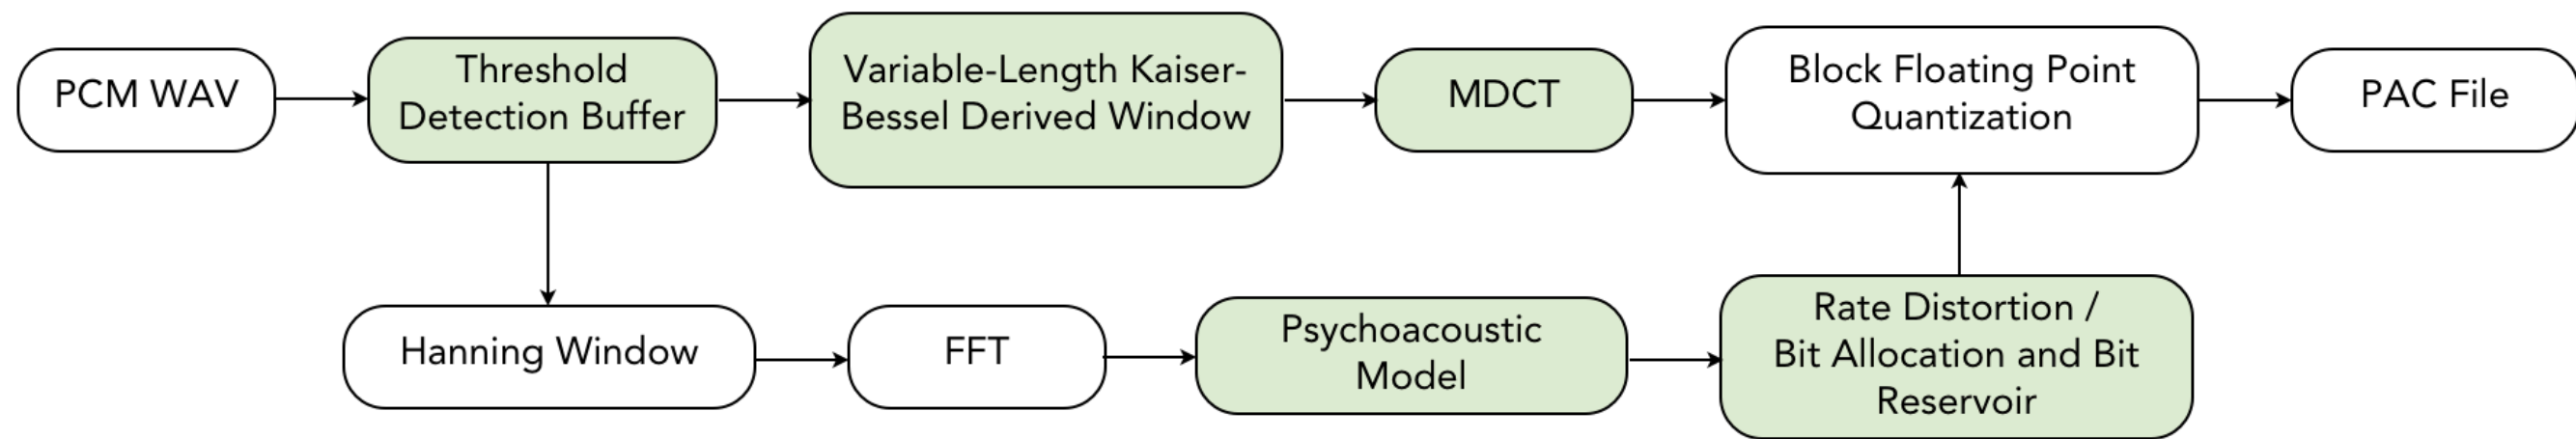 PCM WAV
Threshold
Detection Buffer
Variable-Length Kaiser-
Bessel Derived Window
MDCT
Block Floating Point
Quantization
PAC File
Hanning Window
FFT
Psychoacoustic
Model
Rate Distortion /
Bit Allocation and Bit
Reservoir